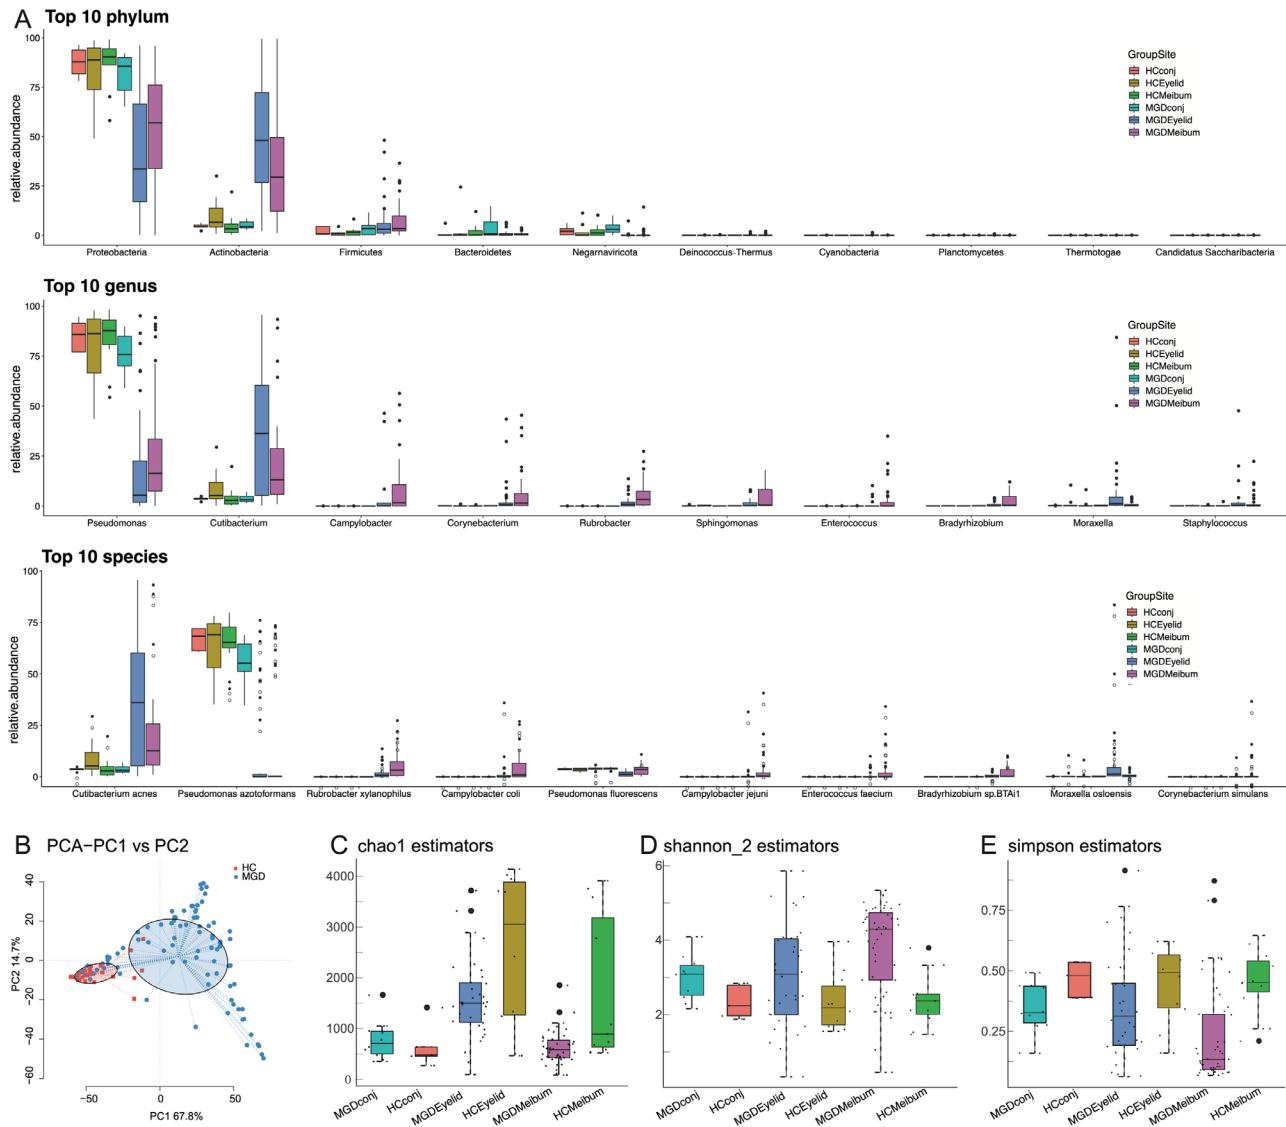 A Top 10 phylum
relative.abundance
100
75
50
25
0
Proteobacteria Actinobacteria Firmicutes Bacteroidetes Negarnaviricota Deinococcus-Thermus Cyanobacteria Planctomycetes Thermotogae Candidatus Saccharibacteria
GroupSite
HCconj
HCEyelid
HCMeibum
MGDconj
MGDEyelid
MGDMeibum
Top 10 genus
relative.abundance
100
75
50
25
0
Pseudomonas Cutibacterium Campylobacter Corynebacterium Rubrobacter Sphingomonas Enterococcus Bradyrhizobium Moraxella Staphylococcus
GroupSite
HCconj
HCEyelid
HCMeibum
MGDconj
MGDEyelid
MGDMeibum
Top 10 species
relative.abundance
100
75
50
25
0
Cutibacterium acnes Pseudomonas azotoformans Rubrobacter xylanophilus Campylobacter coli Pseudomonas fluorescens Campylobacter jejuni Enterococcus faecium Bradyrhizobium sp.BTAi1 Moraxella osloensis Corynebacterium simulans
GroupSite
HCconj
HCEyelid
HCMeibum
MGDconj
MGDEyelid
MGDMeibum
B PCA−PC1 vs PC2
HC
MGD
PC2 14.7%
40
20
0
−20
−40
−60
−50 0 50
PC1 67.8%
C chao1 estimators
4000
3000
2000
1000
0
MGDconj HCconj MGDEyelid HCEyelid MGDMeibum HCMeibum
D shannon_2 estimators
6
4
2
MGDconj HCconj MGDEyelid HCEyelid MGDMeibum HCMeibum
E simpson estimators
0.75
0.50
0.25
MGDconj HCconj MGDEyelid HCEyelid MGDMeibum HCMeibum